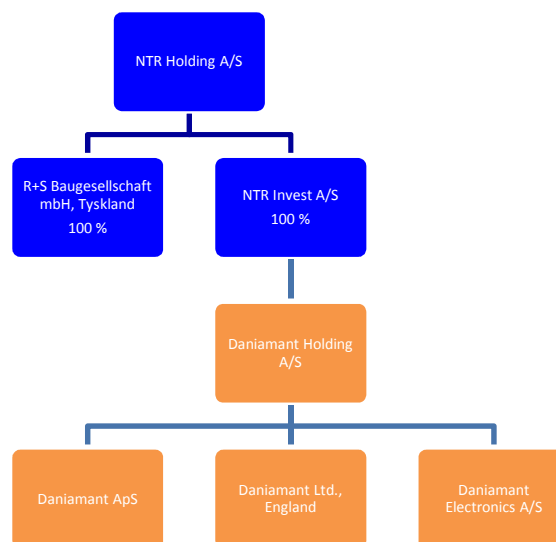 NTR Holding A/S
R+S Baugesellschaft
mbH, Tyskland
100 %
NTR Invest A/S
100 %
Daniamant Holding
A/S
Daniamant ApS
Daniamant Ltd.,
England
Daniamant
Electronics A/S